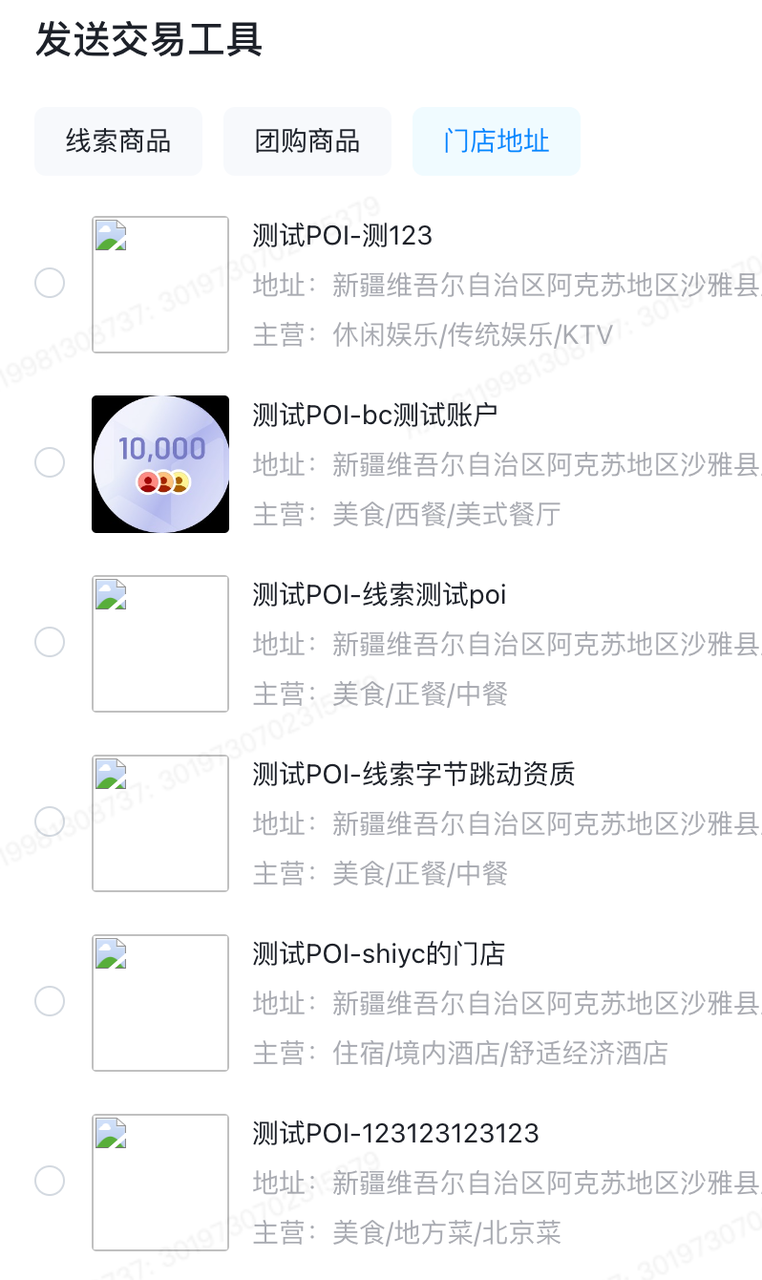 发送交易工具
线索商品 团购商品 门店地址
测试POI-测123
地址：新疆维吾尔自治区阿克苏地区沙雅县
主营：休闲娱乐/传统娱乐/KTV
10,000
测试POI-bc测试账户
地址：新疆维吾尔自治区阿克苏地区沙雅县
主营：美食/西餐/美式餐厅
测试POI-线索测试poi
地址：新疆维吾尔自治区阿克苏地区沙雅县
主营：美食/正餐/中餐
测试POI-线索字节跳动资质
地址：新疆维吾尔自治区阿克苏地区沙雅县
主营：美食/正餐/中餐
测试POI-shiyc的门店
地址：新疆维吾尔自治区阿克苏地区沙雅县
主营：住宿/境内酒店/舒适经济酒店
测试POI-123123123123
地址：新疆维吾尔自治区阿克苏地区沙雅县
主营：美食/地方菜/北京菜